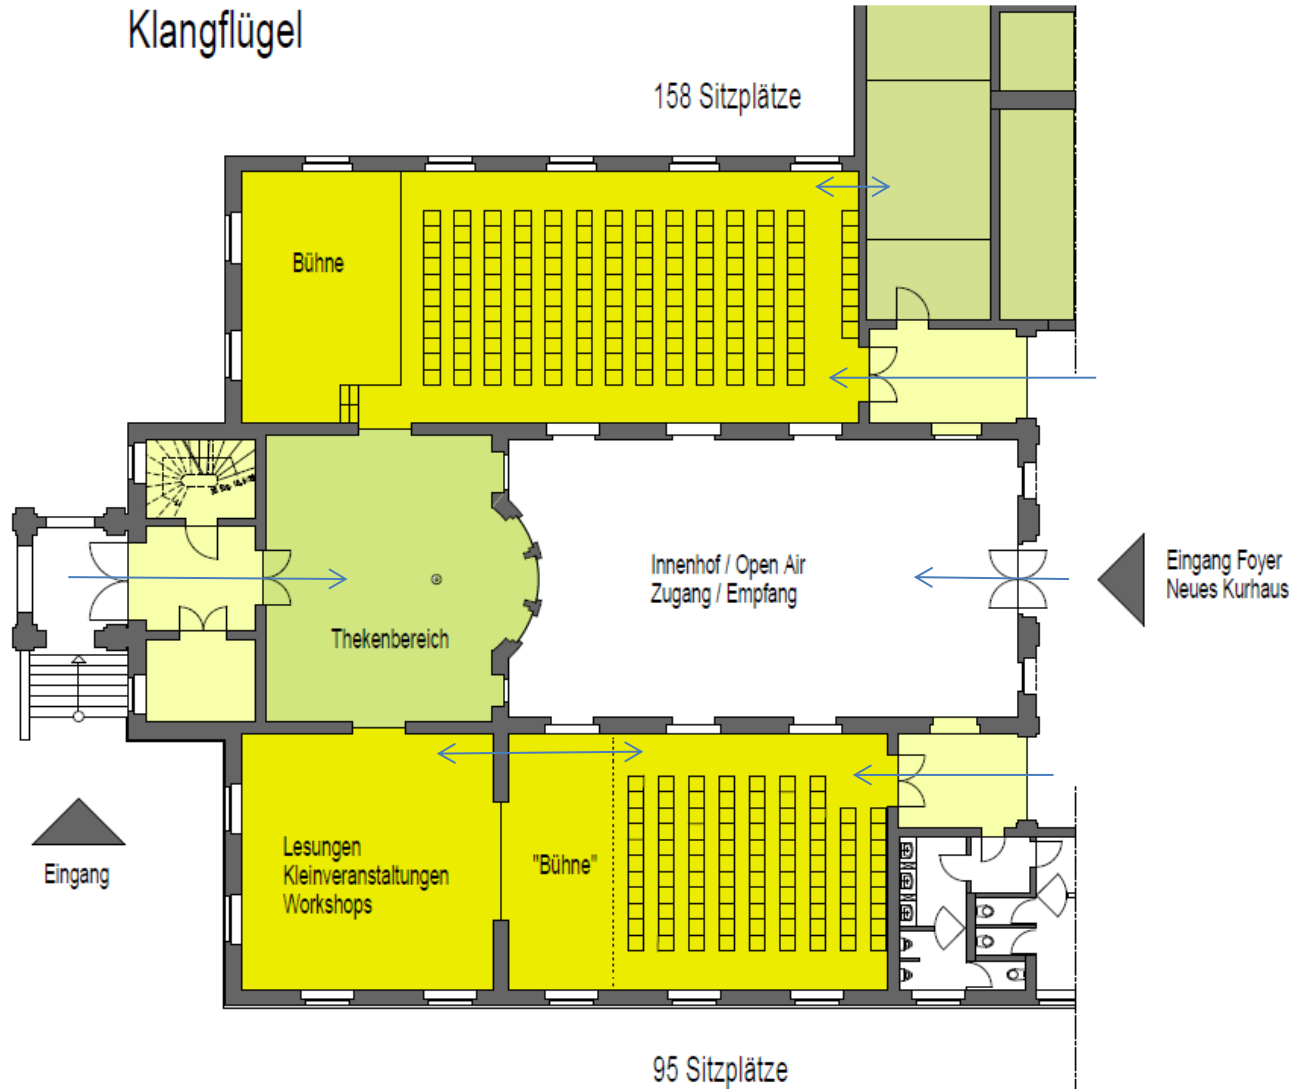 Klangflügel
158 Sitzplätze
Bühne
Innenhof / Open Air
Zugang / Empfang
Eingang Foyer
Neues Kurhaus
Thekenbereich
Lesungen
Kleinveranstaltungen
Workshops
"Bühne"
Eingang
95 Sitzplätze